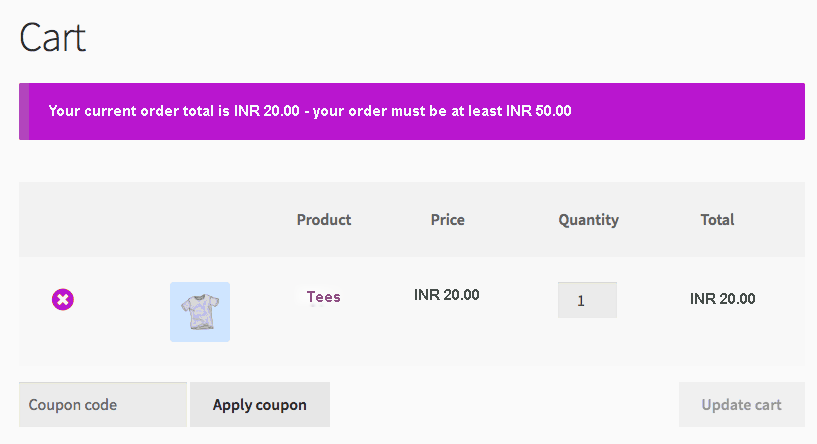 Cart
Your current order total is INR 20.00 - your order must be at least INR 50.00
Product Price Quantity Total
Tees INR 20.00 1 INR 20.00
Coupon code Apply coupon Update cart